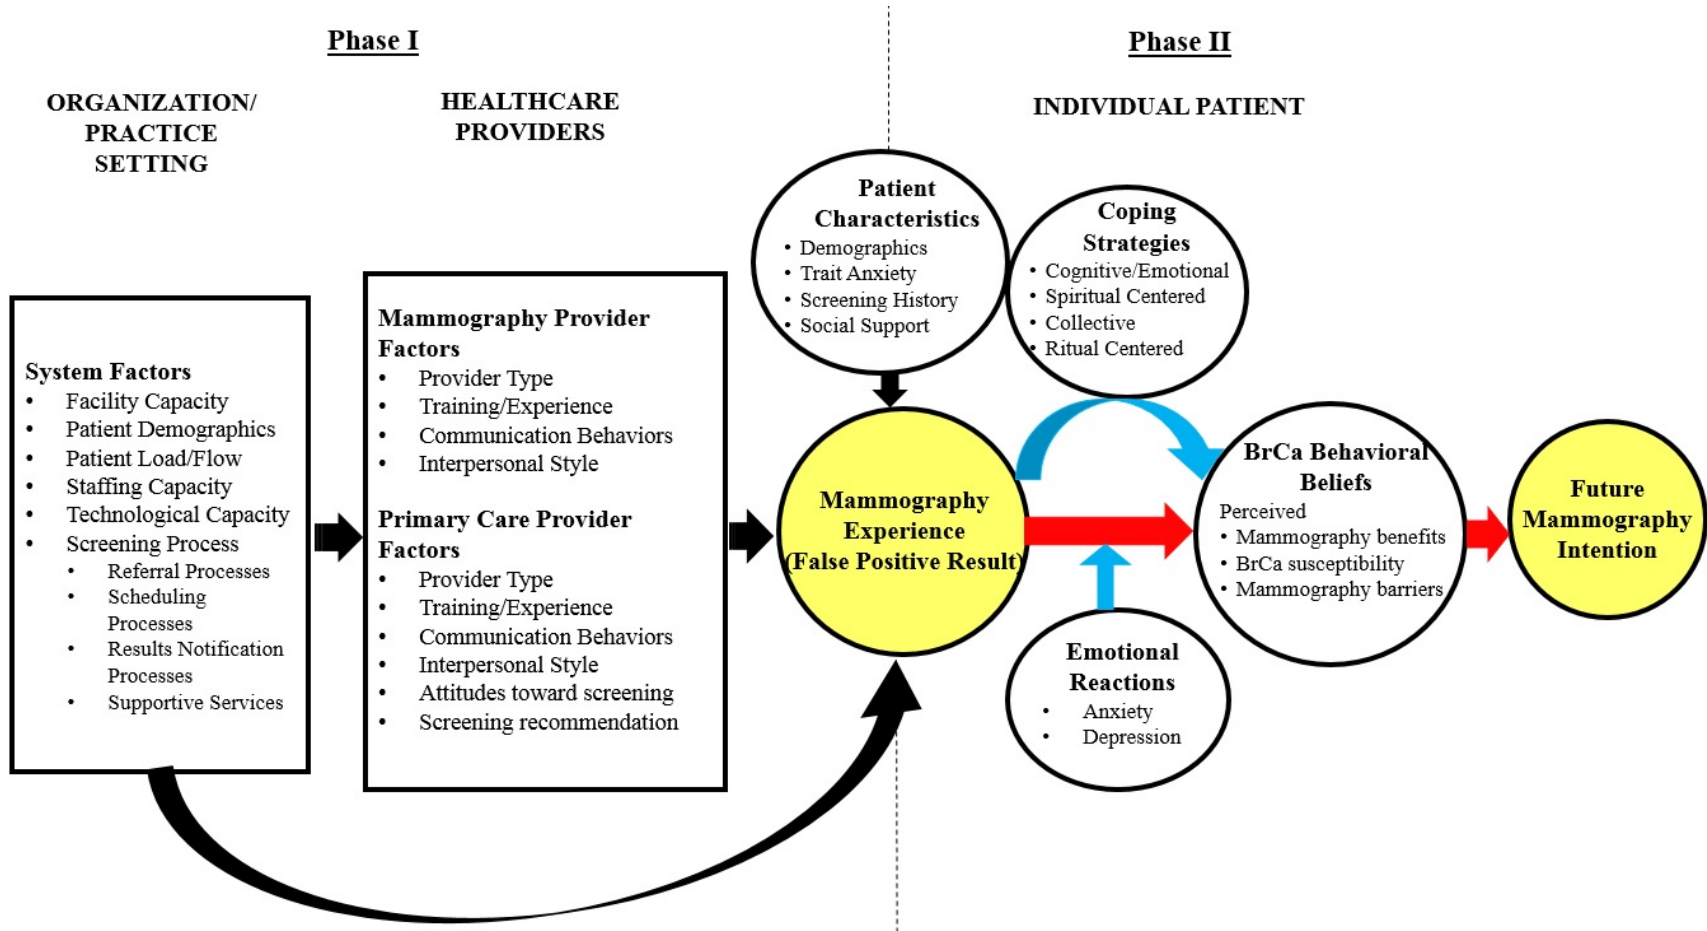 Phase I
Phase II
ORGANIZATION/
PRACTICE
SETTING
HEALTHCARE
PROVIDERS
INDIVIDUAL PATIENT
System Factors
• Facility Capacity
• Patient Demographics
• Patient Load/Flow
• Staffing Capacity
• Technological Capacity
• Screening Process
• Referral Processes
• Scheduling
Processes
• Results Notification
Processes
• Supportive Services
Mammography Provider
Factors
• Provider Type
• Training/Experience
• Communication Behaviors
• Interpersonal Style
Primary Care Provider
Factors
• Provider Type
• Training/Experience
• Communication Behaviors
• Interpersonal Style
• Attitudes toward screening
• Screening recommendation
Patient
Characteristics
• Demographics
• Trait Anxiety
• Screening History
• Social Support
Coping
Strategies
• Cognitive/Emotional
• Spiritual Centered
• Collective
• Ritual Centered
Mammography
Experience
(False Positive Result)
Emotional
Reactions
• Anxiety
• Depression
BrCa Behavioral
Beliefs
Perceived
• Mammography benefits
• BrCa susceptibility
• Mammography barriers
Future
Mammography
Intention